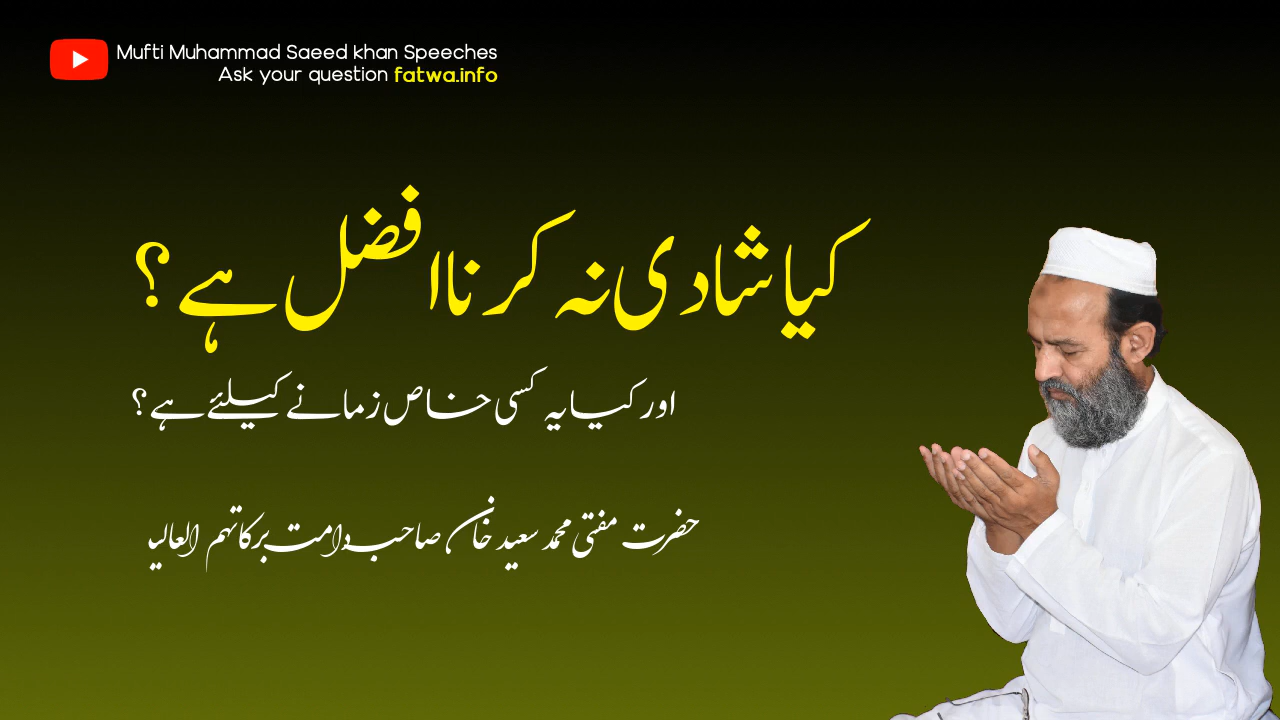 Mufti Muhammad Saeed khan Speeches
Ask your question fatwa.info
کیا شادی نہ کرنا افضل ہے؟
اور کیا یہ کسی خاص زمانے کیلئے ہے؟
حضرت مفتی محمد سعید خان صاحب دامت برکاتہم العالیہ